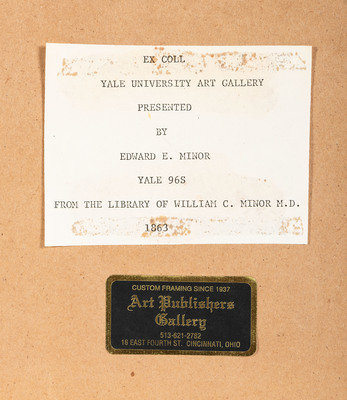 EX COLL
YALE UNIVERSITY ART GALLERY
PRESENTED
BY
EDWARD E. MINOR
YALE 96S
FROM THE LIBRARY OF WILLIAM C. MINOR M.D.
1863
CUSTOM FRAMING SINCE 1937
Art Publishers
Gallery
513-621-2762
16 EAST FOURTH ST. CINCINNATI, OHIO